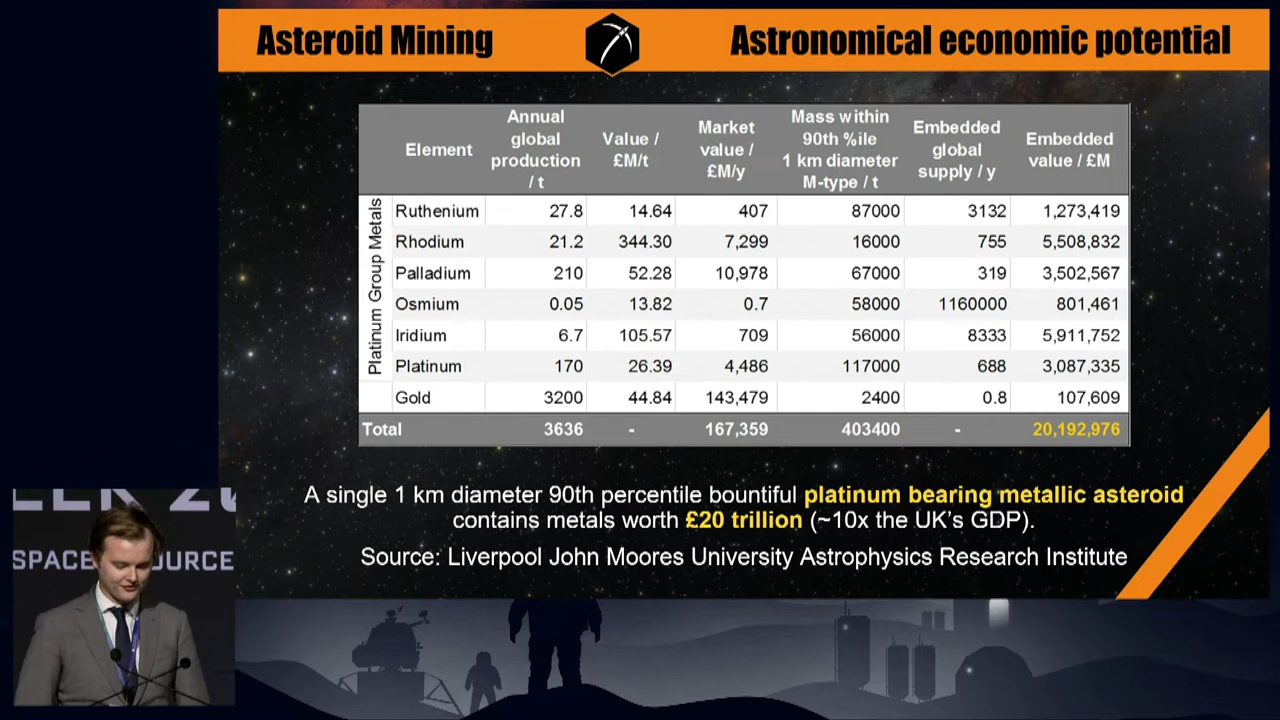 Asteroid Mining
Astronomical economic potential
Element
Annual global production / t
Value / £M/t
Market value / £M/y
Mass within 90th %ile 1 km diameter M-type / t
Embedded global supply / y
Embedded value / £M
Platinum Group Metals
Ruthenium 27.8 14.64 407 87000 3132 1,273,419
Rhodium 21.2 344.30 7,299 16000 755 5,508,832
Palladium 210 52.28 10,978 67000 319 3,502,567
Osmium 0.05 13.82 0.7 58000 1160000 801,461
Iridium 6.7 105.57 709 56000 8333 5,911,752
Platinum 170 26.39 4,486 117000 688 3,087,335
Gold 3200 44.84 143,479 2400 0.8 107,609
Total 3636 - 167,359 403400 - 20,192,976
A single 1 km diameter 90th percentile bountiful platinum bearing metallic asteroid
contains metals worth £20 trillion (~10x the UK's GDP).
Source: Liverpool John Moores University Astrophysics Research Institute
SPACE